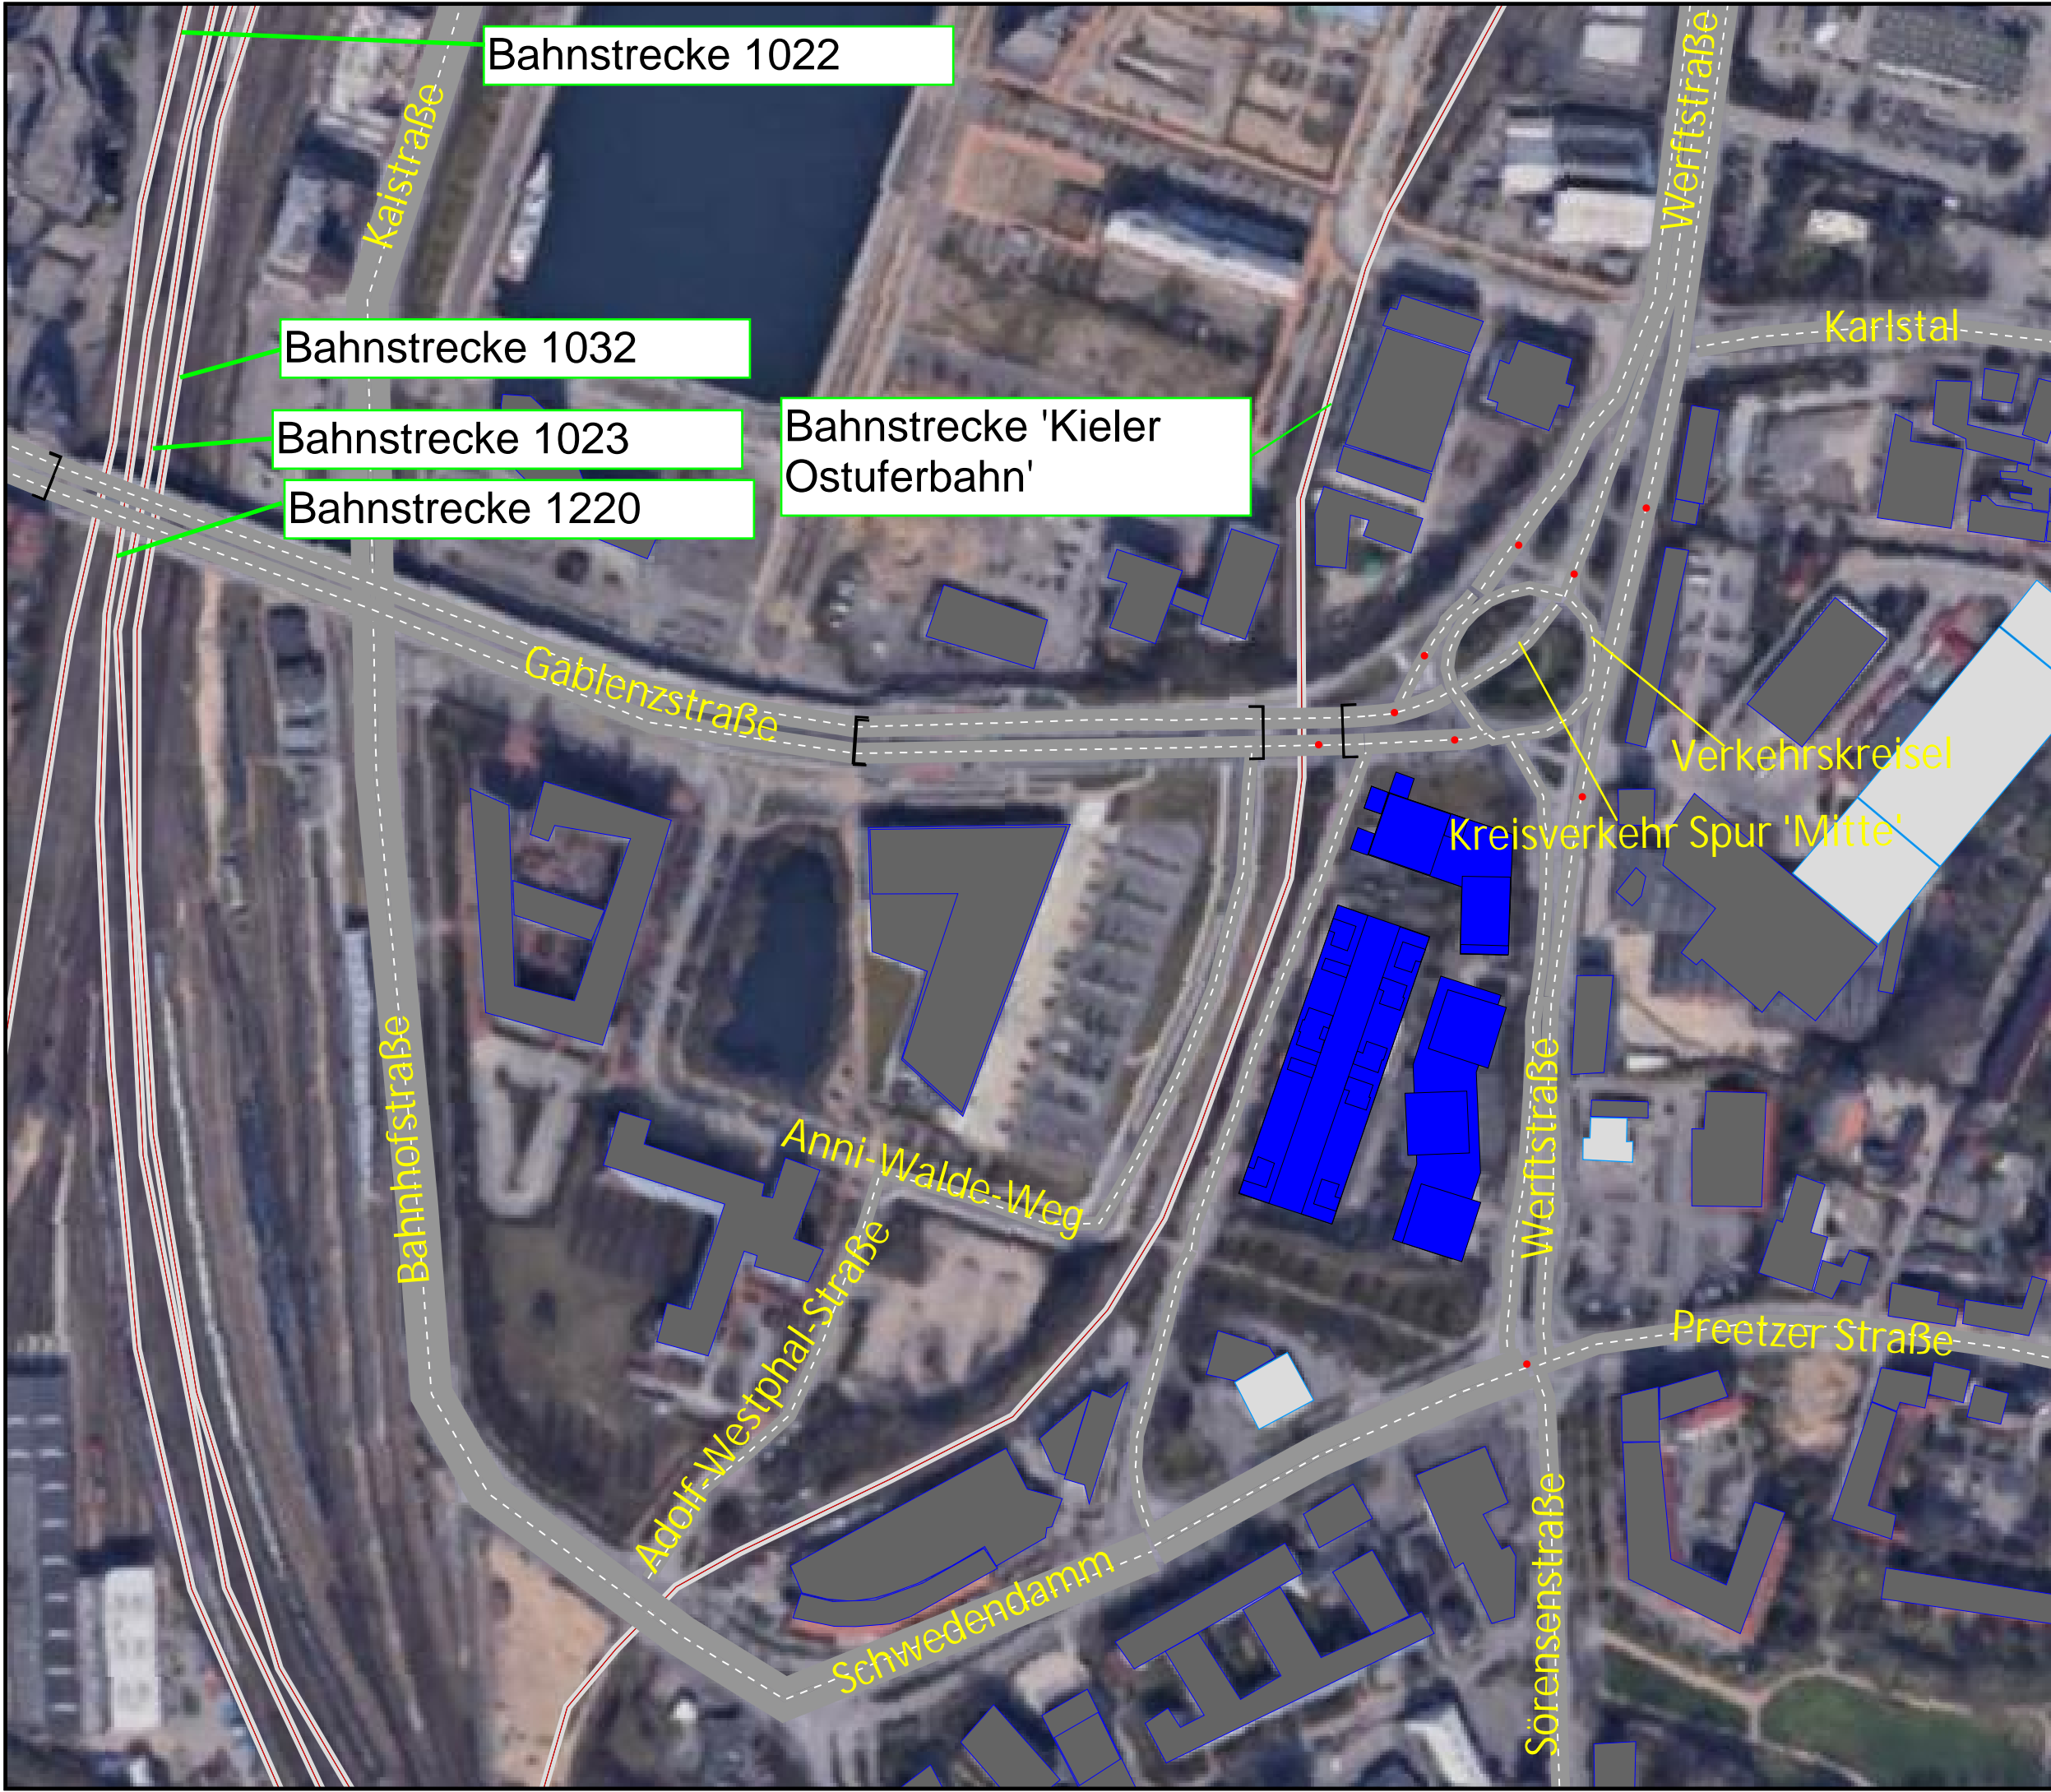 Bahnstrecke 1022
Kaistraße
Werftstraße
Karlstal
Bahnstrecke 1032
Bahnstrecke 1023
Bahnstrecke 1220
Bahnstrecke 'Kieler
Ostuferbahn'
Gablenzstraße
Verkehrskreisel
Kreisverkehr Spur 'Mitte'
Bahnhofstraße
Anni-Walde-Weg
Adolf-Westphal-Straße
Werftstraße
Preetzer Straße
Schwedendamm
Sörensenstraße